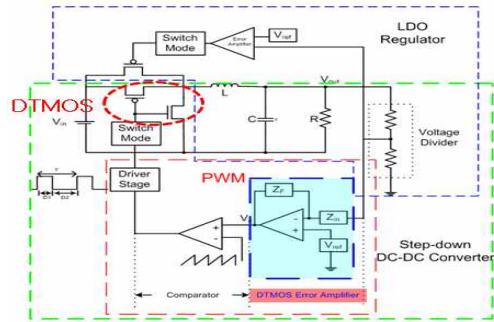 LDO
Regulator
Switch
Mode
Error
Amplifier
Vref
DTMOS
Vin
Switch
Mode
L
Vout
C
R
Voltage
Divider
T
D1
D2
Driver
Stage
PWM
ZF
Zin
Vref
Step-down
DC-DC Converter
Comparator
DTMOS Error Amplifier